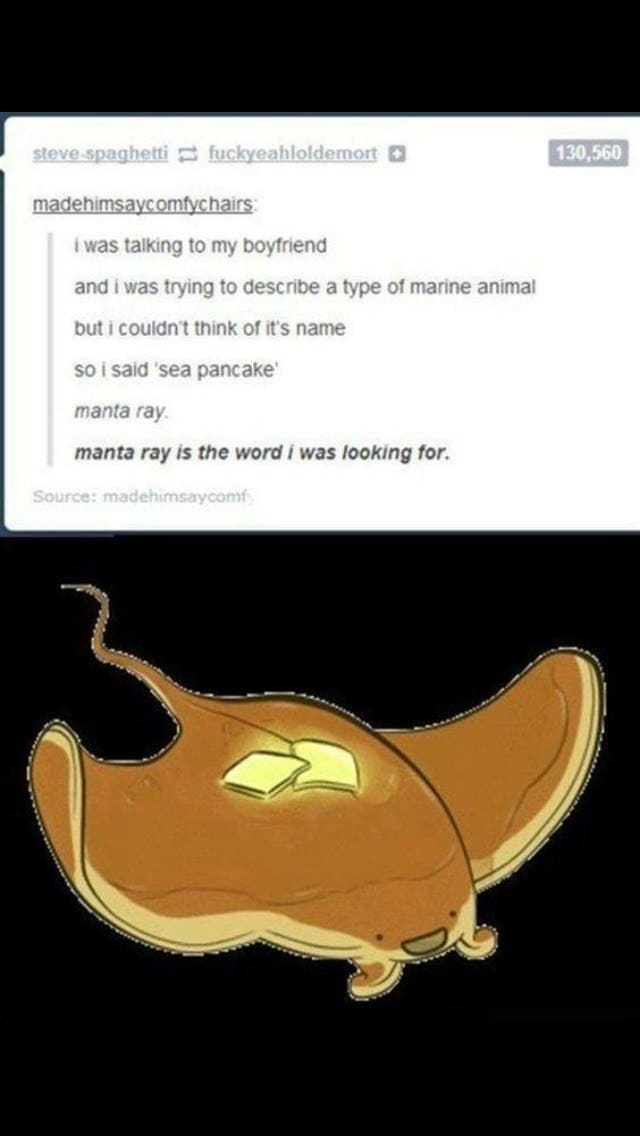 steve-spaghetti fuckyeahloldemort
130,560
madehimsaycomfychairs:
i was talking to my boyfriend
and i was trying to describe a type of marine animal
but i couldn't think of it's name
so i said 'sea pancake'
manta ray.
manta ray is the word i was looking for.
Source: madehimsaycomf